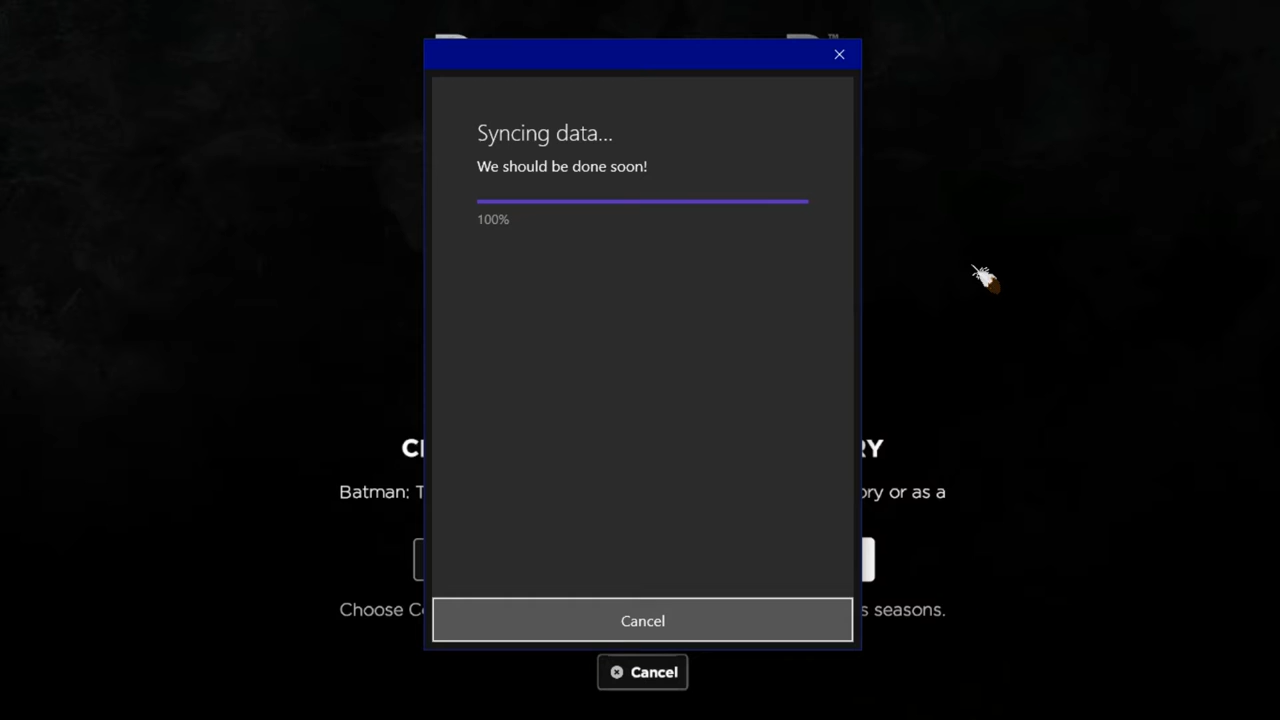 Syncing data...
We should be done soon!
100%
Batman:
ory or as a
Choose
s seasons.
Cancel
Cancel